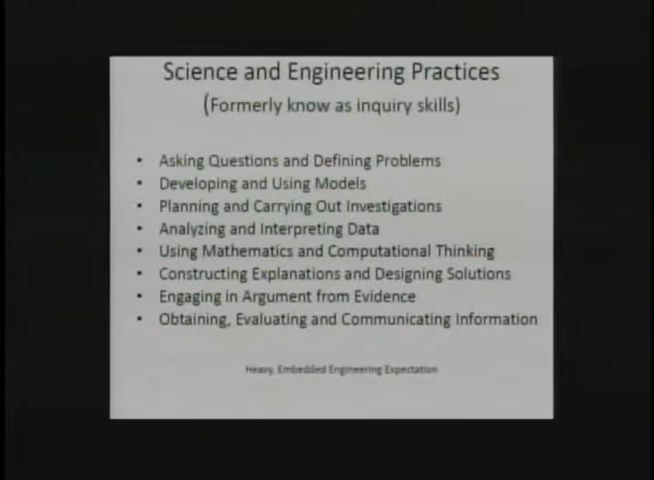 Science and Engineering Practices
(Formerly know as inquiry skills)
• Asking Questions and Defining Problems
• Developing and Using Models
• Planning and Carrying Out Investigations
• Analyzing and Interpreting Data
• Using Mathematics and Computational Thinking
• Constructing Explanations and Designing Solutions
• Engaging in Argument from Evidence
• Obtaining, Evaluating and Communicating Information
Heavy, Embedded Engineering Expectation